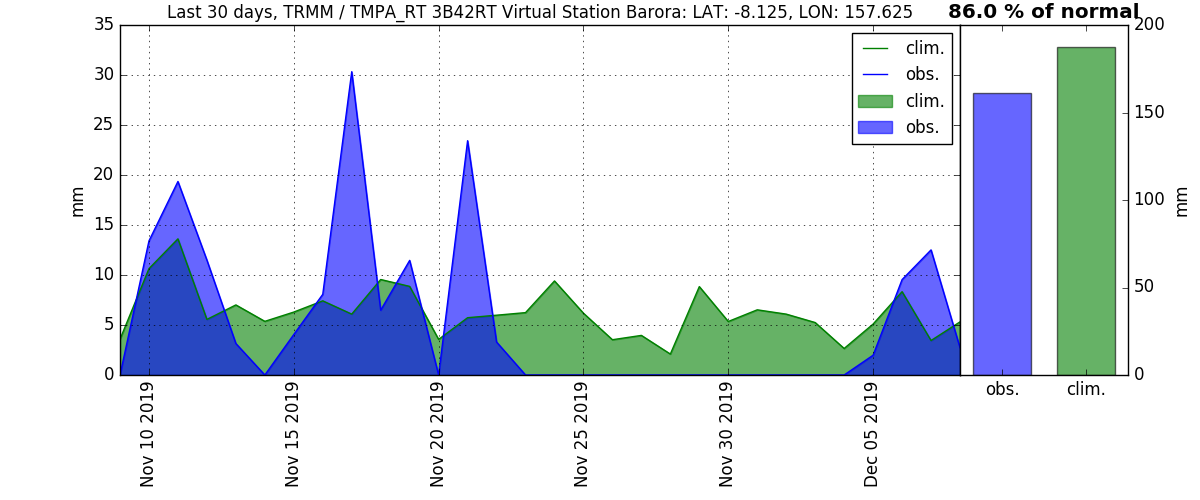 Last 30 days, TRMM / TMPA_RT 3B42RT Virtual Station Barora: LAT: -8.125, LON: 157.625
86.0 % of normal
35
30
25
20
15
10
5
0
mm
clim.
obs.
clim.
obs.
200
150
100
50
0
mm
obs.
clim.
Nov 10 2019
Nov 15 2019
Nov 20 2019
Nov 25 2019
Nov 30 2019
Dec 05 2019